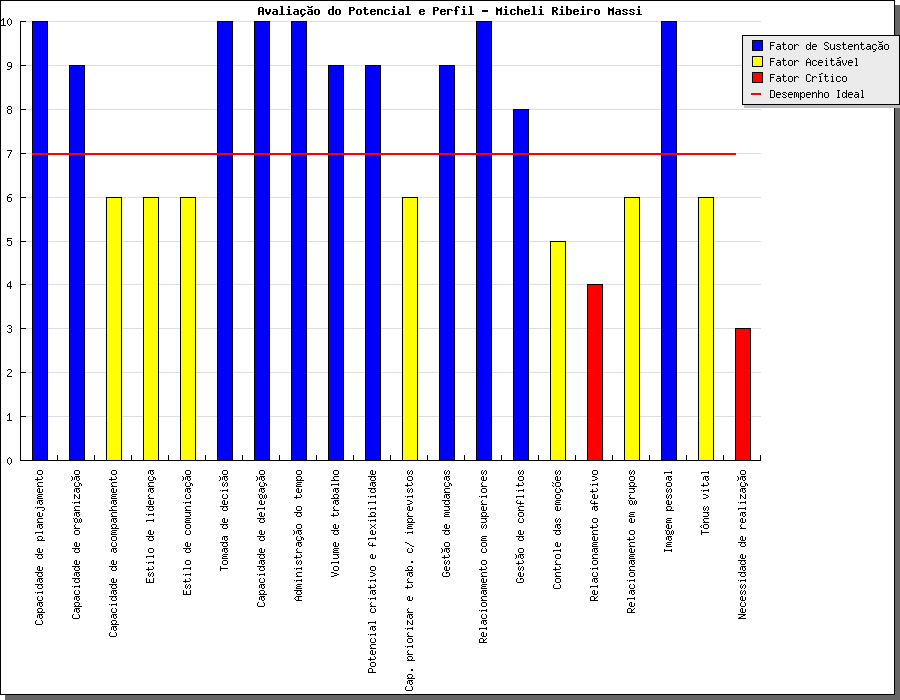 Avaliação do Potencial e Perfil - Micheli Ribeiro Massi
Fator de Sustentação
Fator Aceitável
Fator Crítico
Desempenho Ideal
10
9
8
7
6
5
4
3
2
1
0
Capacidade de planejamento
Capacidade de organização
Capacidade de acompanhamento
Estilo de liderança
Estilo de comunicação
Tomada de decisão
Capacidade de delegação
Administração do tempo
Volume de trabalho
Potencial criativo e flexibilidade
Cap. priorizar e trab. c/ imprevistos
Gestão de mudanças
Relacionamento com superiores
Gestão de conflitos
Controle das emoções
Relacionamento afetivo
Relacionamento em grupos
Imagem pessoal
Tônus vital
Necessidade de realização